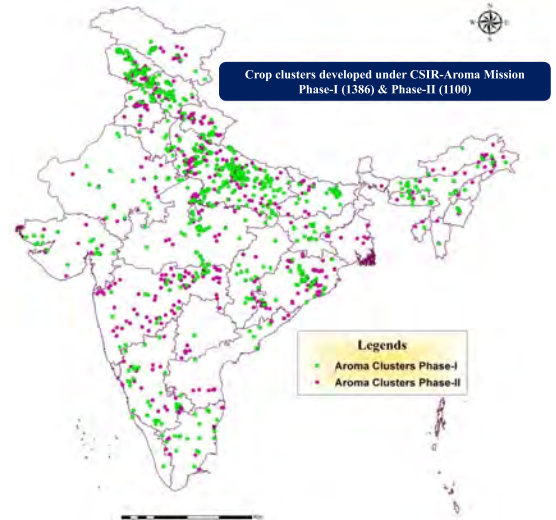 N
W E
S
Crop clusters developed under CSIR-Aroma Mission
Phase-I (1386) & Phase-II (1100)
Legends
Aroma Clusters Phase-I
Aroma Clusters Phase-II